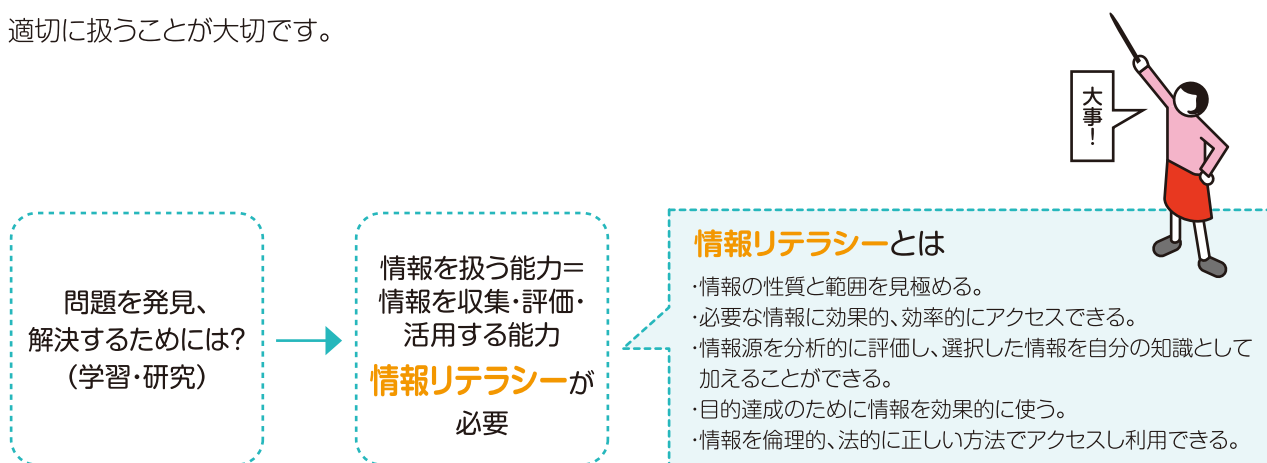 適切に扱うことが大切です。
大事!
問題を発見、
解決するためには?
(学習・研究)
情報を扱う能力=
情報を収集・評価・
活用する能力
情報リテラシーが
必要
情報リテラシーとは
・情報の性質と範囲を見極める。
・必要な情報に効果的、効率的にアクセスできる。
・情報源を分析的に評価し、選択した情報を自分の知識として
加えることができる。
・目的達成のために情報を効果的に使う。
・情報を倫理的、法的に正しい方法でアクセスし利用できる。